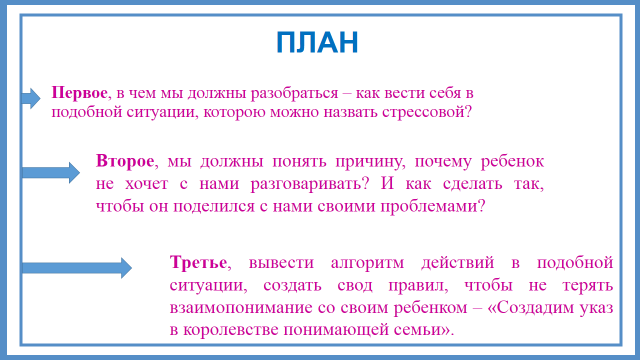 ПЛАН
Первое, в чем мы должны разобраться – как вести себя в
подобной ситуации, которою можно назвать стрессовой?
Второе, мы должны понять причину, почему ребенок
не хочет с нами разговаривать? И как сделать так,
чтобы он поделился с нами своими проблемами?
Третье, вывести алгоритм действий в подобной
ситуации, создать свод правил, чтобы не терять
взаимопонимание со своим ребенком – «Создадим указ
в королевстве понимающей семьи».